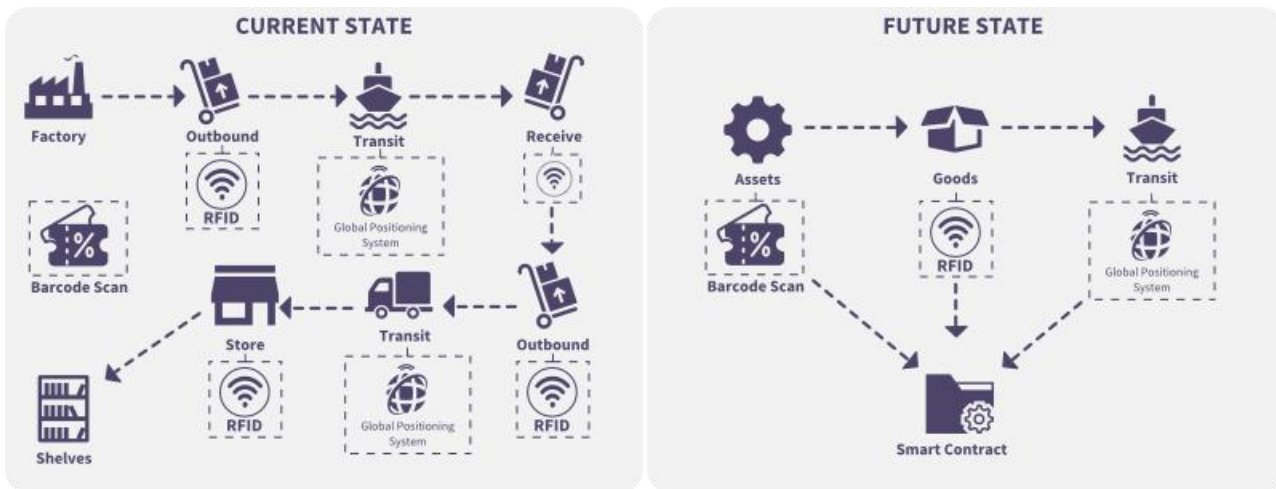 CURRENT STATE
Factory
Outbound
Transit
Receive
RFID
Global Positioning
System
Barcode Scan
Store
Transit
Outbound
RFID
Global Positioning
System
RFID
Shelves
FUTURE STATE
Assets
Goods
Transit
Barcode Scan
RFID
Global Positioning
System
Smart Contract